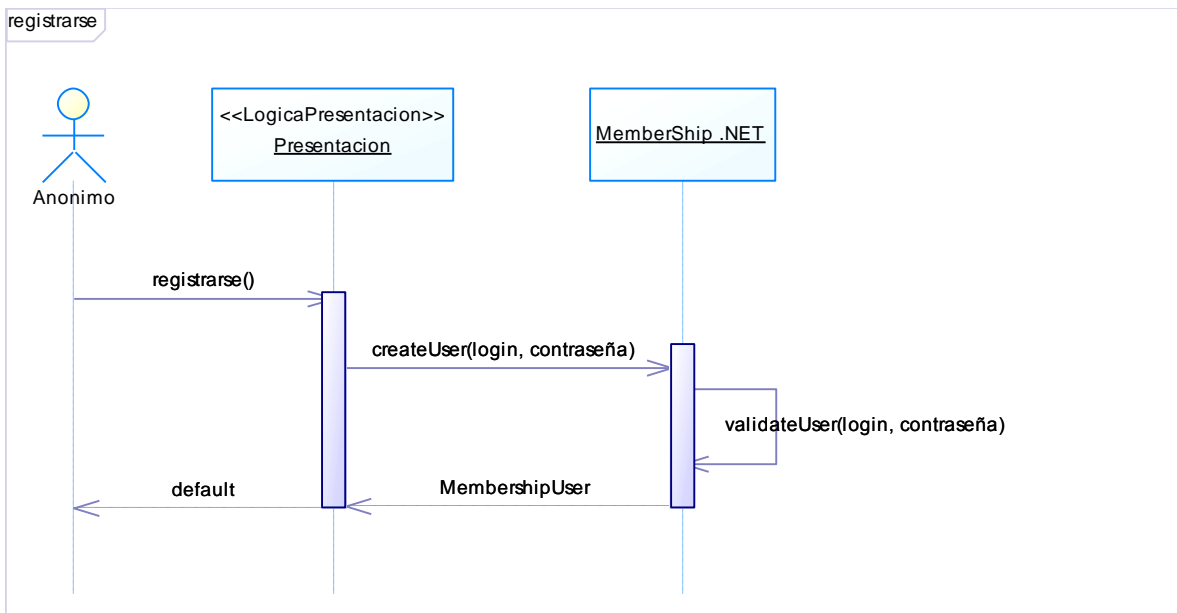 registrarse
<<LogicaPresentacion>>
Presentacion
MemberShip .NET
Anonimo
registrarse()
createUser(login, contraseña)
validateUser(login, contraseña)
MembershipUser
default